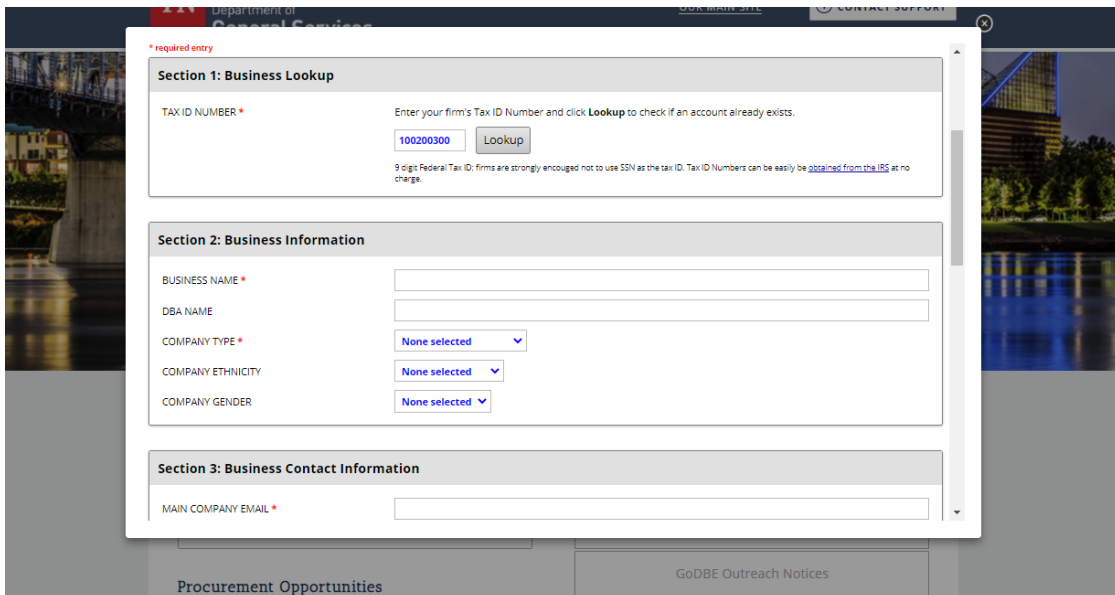 TN Department of
General Services
OUR MAIN SITE
CONTACT SUPPORT
* required entry
Section 1: Business Lookup
TAX ID NUMBER *
Enter your firm's Tax ID Number and click Lookup to check if an account already exists.
100200300
Lookup
9 digit Federal Tax ID; firms are strongly encouged not to use SSN as the tax ID. Tax ID Numbers can be easily be obtained from the IRS at no
charge.
Section 2: Business Information
BUSINESS NAME *
DBA NAME
COMPANY TYPE *
None selected
COMPANY ETHNICITY
None selected
COMPANY GENDER
None selected
Section 3: Business Contact Information
MAIN COMPANY EMAIL *
Procurement Opportunities
GoDBE Outreach Notices